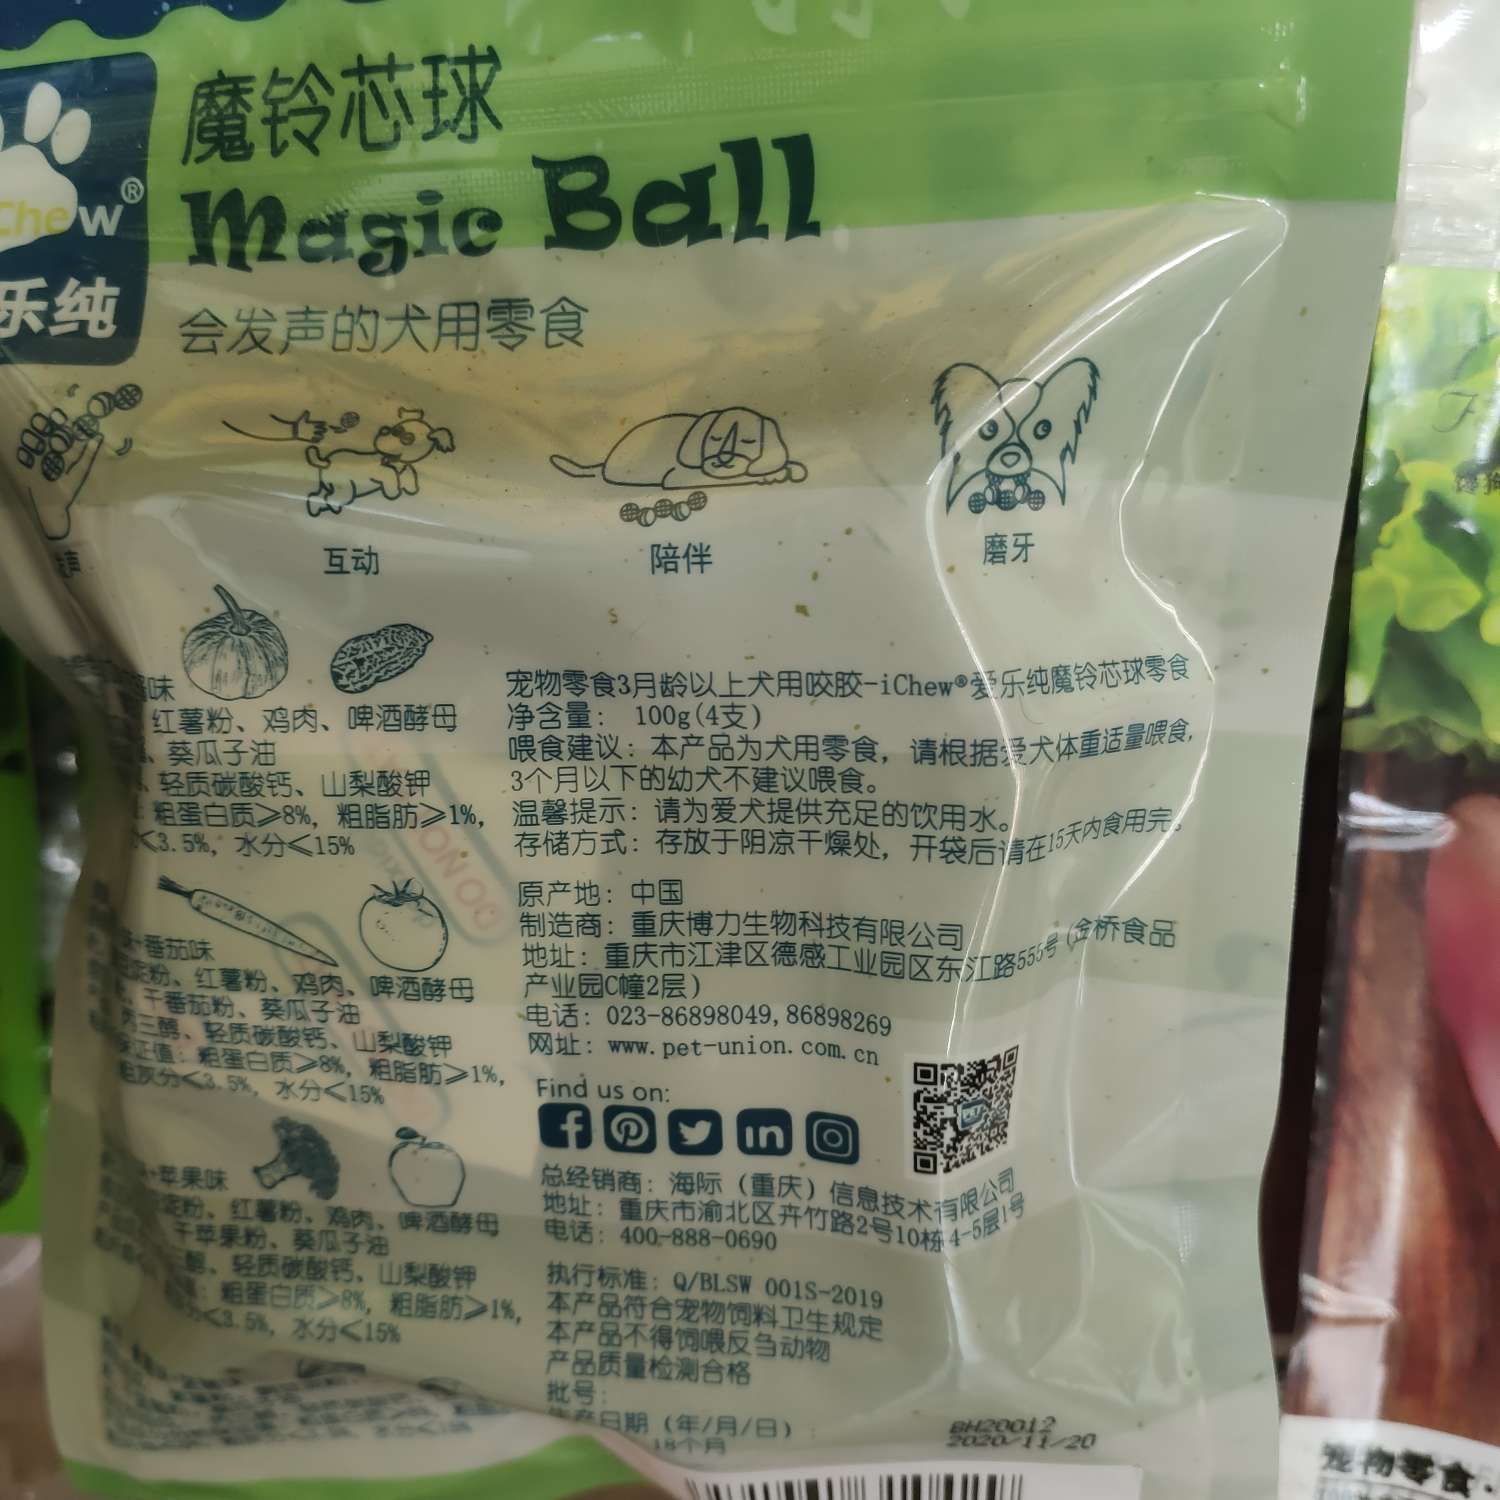 魔铃芯球
Magic Ball
Chew®
乐纯
会发声的犬用零食
声
互动
陪伴
磨牙
味
红薯粉、鸡肉、啤酒酵母
、葵瓜子油
、轻质碳酸钙、山梨酸钾
: 粗蛋白质≥8%, 粗脂肪≥1%,
≤3.5%, 水分≤15%
+番茄味
粉、红薯粉、鸡肉、啤酒酵母
、干番茄粉、葵瓜子油
丙三醇、轻质碳酸钙、山梨酸钾
证值: 粗蛋白质≥8%, 粗脂肪≥1%,
粗灰分≤3.5%, 水分≤15%
+苹果味
粉、红薯粉、鸡肉、啤酒酵母
干苹果粉、葵瓜子油
醇、轻质碳酸钙、山梨酸钾
: 粗蛋白质≥8%, 粗脂肪≥1%,
≤3.5%, 水分≤15%
宠物零食3月龄以上犬用咬胶-iChew®爱乐纯魔铃芯球零食
净含量: 100g(4支)
喂食建议: 本产品为犬用零食, 请根据爱犬体重适量喂食,
3个月以下的幼犬不建议喂食。
温馨提示: 请为爱犬提供充足的饮用水。
存储方式: 存放于阴凉干燥处, 开袋后请在15天内食用完。
原产地: 中国
制造商: 重庆博力生物科技有限公司
地址: 重庆市江津区德感工业园区东江路555号 (金桥食品
产业园C幢2层)
电话: 023-86898049,86898269
网址: www.pet-union.com.cn
Find us on:
总经销商: 海际 (重庆) 信息技术有限公司
地址: 重庆市渝北区卉竹路2号10栋4-5层1号
电话: 400-888-0690
执行标准: Q/BLSW 001S-2019
本产品符合宠物饲料卫生规定
本产品不得饲喂反刍动物
产品质量检测合格
批号:
生产日期 (年/月/日)
18个月
BH20012
2020/11/20
宠物零食